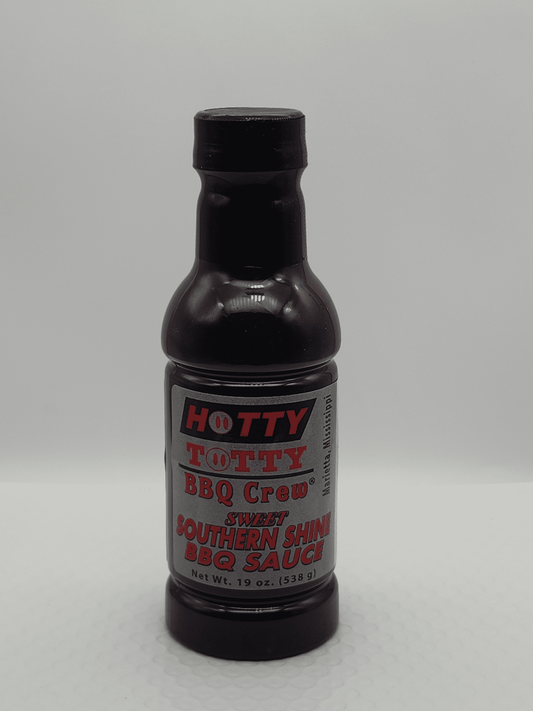 HOTTY
TOTTY
BBQ Crew®
SWEET
SOUTHERN SHINE
BBQ SAUCE
Net Wt. 19 oz. (538 g)
Marietta, Mississippi